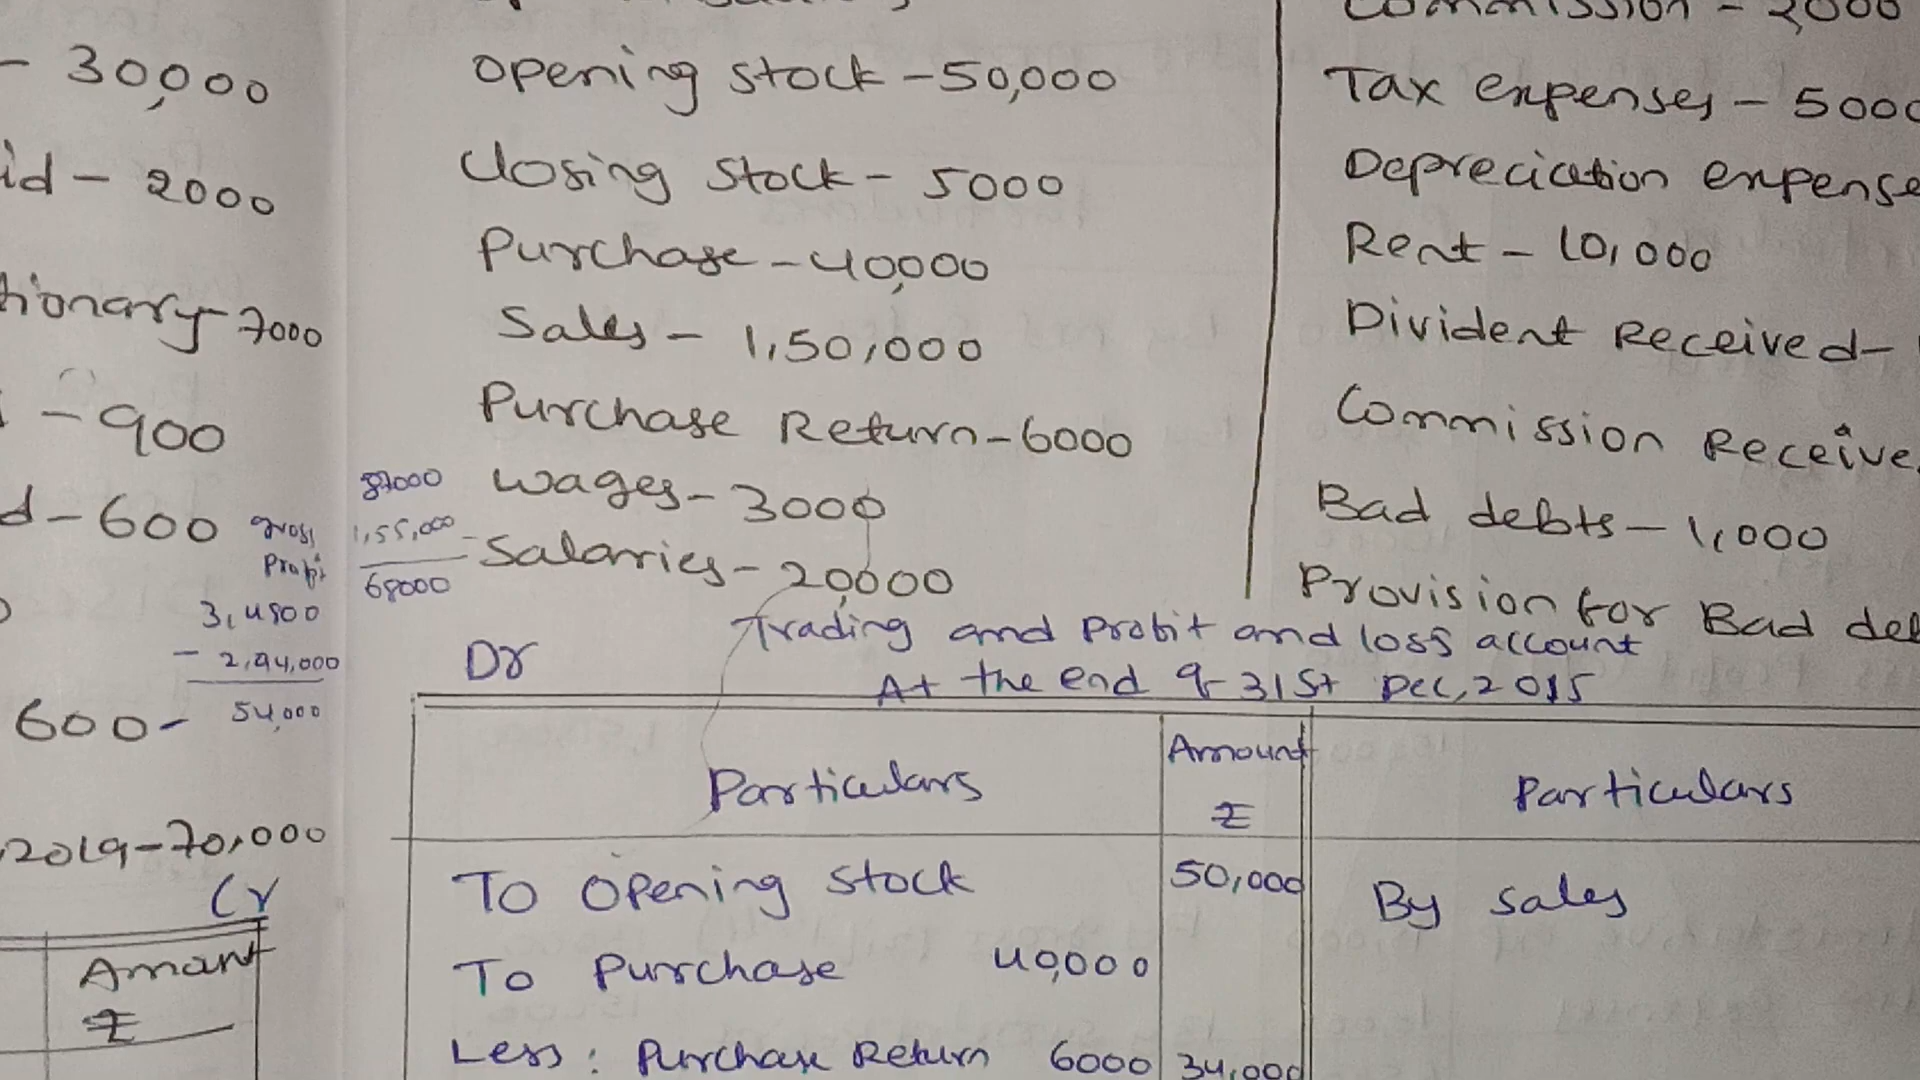 - 30,000
id - 2000
tionary - 7000
- 900
d - 600
600 -
2019 - 70,000
Cr
Amount
₹
87000
1,55,000
68000
gross
Profit
- 2,94,000
54,000
Opening stock - 50,000
Closing stock - 5000
Purchase - 40,000
Sales - 1,50,000
Purchase Return - 6000
Wages - 3000
Salaries - 20,000
Commission - 2,000
Tax expenses - 5000
Depreciation expense
Rent - 10,000
Divident Received -
Commission Receive
Bad debts - 1,000
Provision for Bad deb
Dr
Trading and Profit and loss account
At the end of 31st Dec, 2015
Particulars Amount ₹ Particulars
To Opening stock 50,000 By Sales
To Purchase 40,000
Less: Purchase Return 6000 34,000